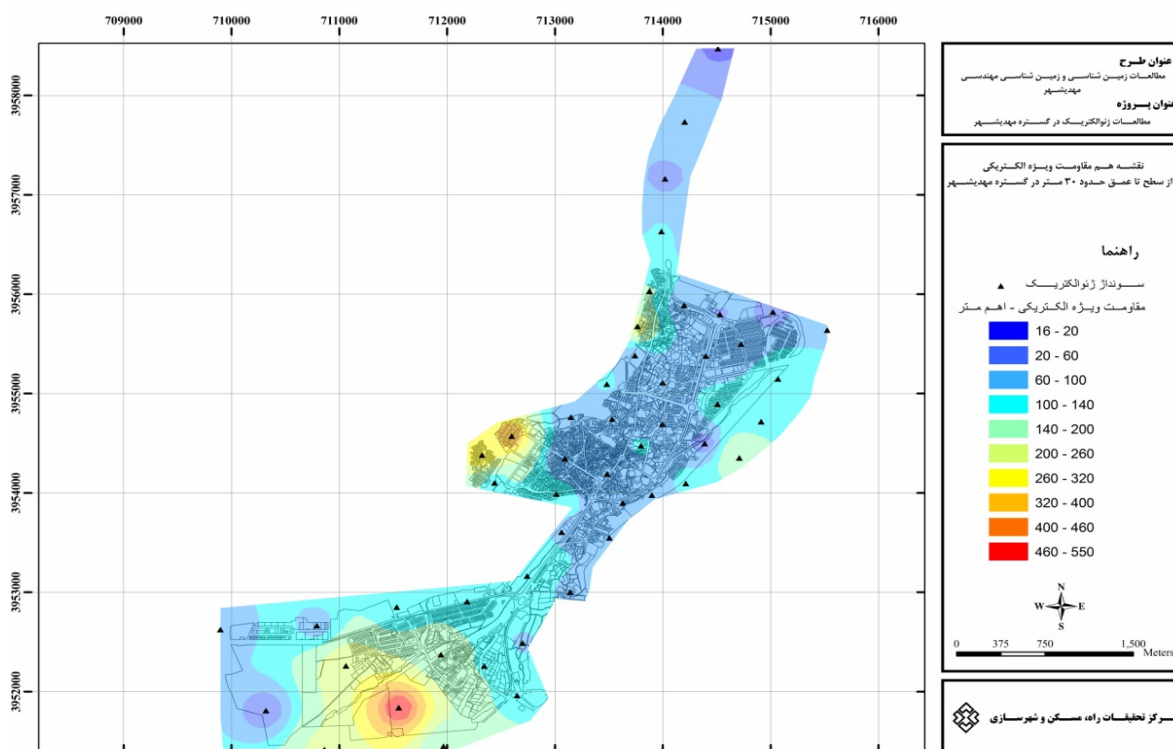 709000 710000 711000 712000 713000 714000 715000 716000
3958000
3957000
3956000
3955000
3954000
3953000
3952000
عنوان طرح
مطالعات زمین شناسی و زمین شناسی مهندسی
مهدیشهر
عنوان پروژه
مطالعات ژئوالکتریک در گستره مهدیشهر
نقشه هم مقاومت ویژه الکتریکی
از سطح تا عمق حدود ۳۰ متر در گستره مهدیشهر
راهنما
سونداژ ژئوالکتریک
مقاومت ویژه الکتریکی - اهم متر
16 - 20
20 - 60
60 - 100
100 - 140
140 - 200
200 - 260
260 - 320
320 - 400
400 - 460
460 - 550
N
W E
S
0 375 750 1,500
Meters
مرکز تحقیقات راه، مسکن و شهرسازی